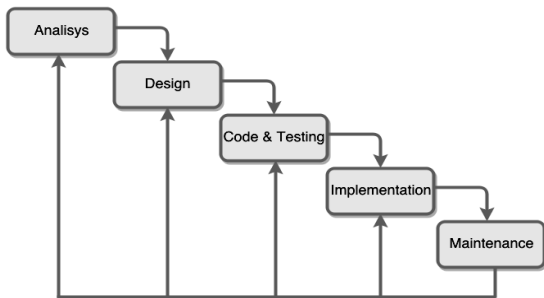 Analisys
Design
Code & Testing
Implementation
Maintenance